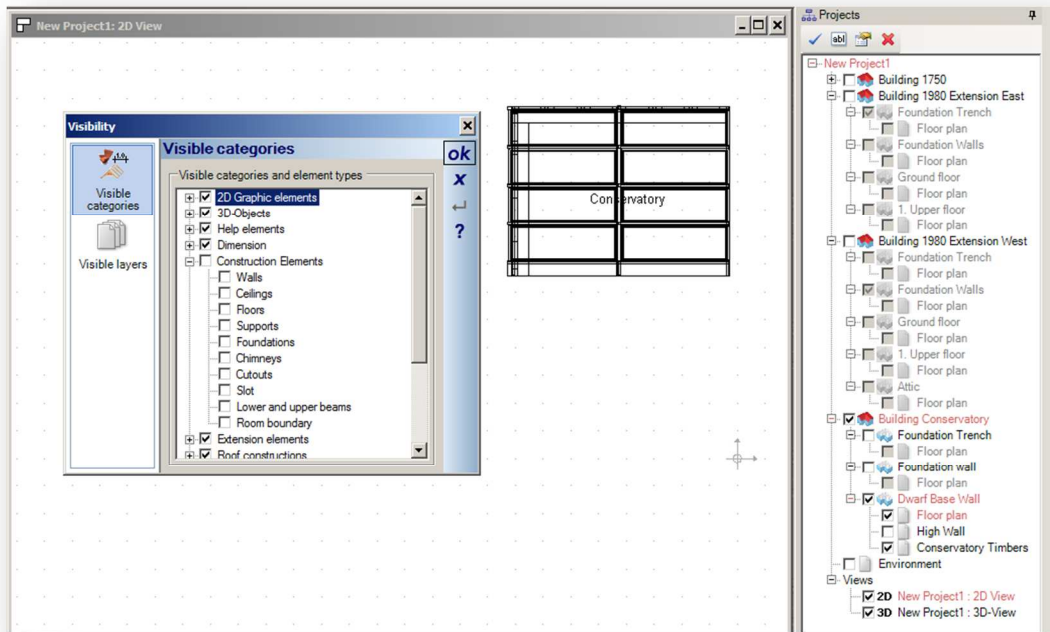 New Project1: 2D View
Visibility
Visible categories
Visible layers
Visible categories
Visible categories and element types
2D Graphic elements
3D-Objects
Help elements
Dimension
Construction Elements
Walls
Ceilings
Floors
Supports
Foundations
Chimneys
Cutouts
Slot
Lower and upper beams
Room boundary
Extension elements
Roof constructions
ok
x
?
Conservatory
Projects
abl
New Project1
Building 1750
Building 1980 Extension East
Foundation Trench
Floor plan
Foundation Walls
Floor plan
Ground floor
Floor plan
1. Upper floor
Floor plan
Building 1980 Extension West
Foundation Trench
Floor plan
Foundation Walls
Floor plan
Ground floor
Floor plan
1. Upper floor
Floor plan
Attic
Floor plan
Building Conservatory
Foundation Trench
Floor plan
Foundation wall
Floor plan
Dwarf Base Wall
Floor plan
High Wall
Conservatory Timbers
Environment
Views
2D New Project1 : 2D View
3D New Project1 : 3D-View